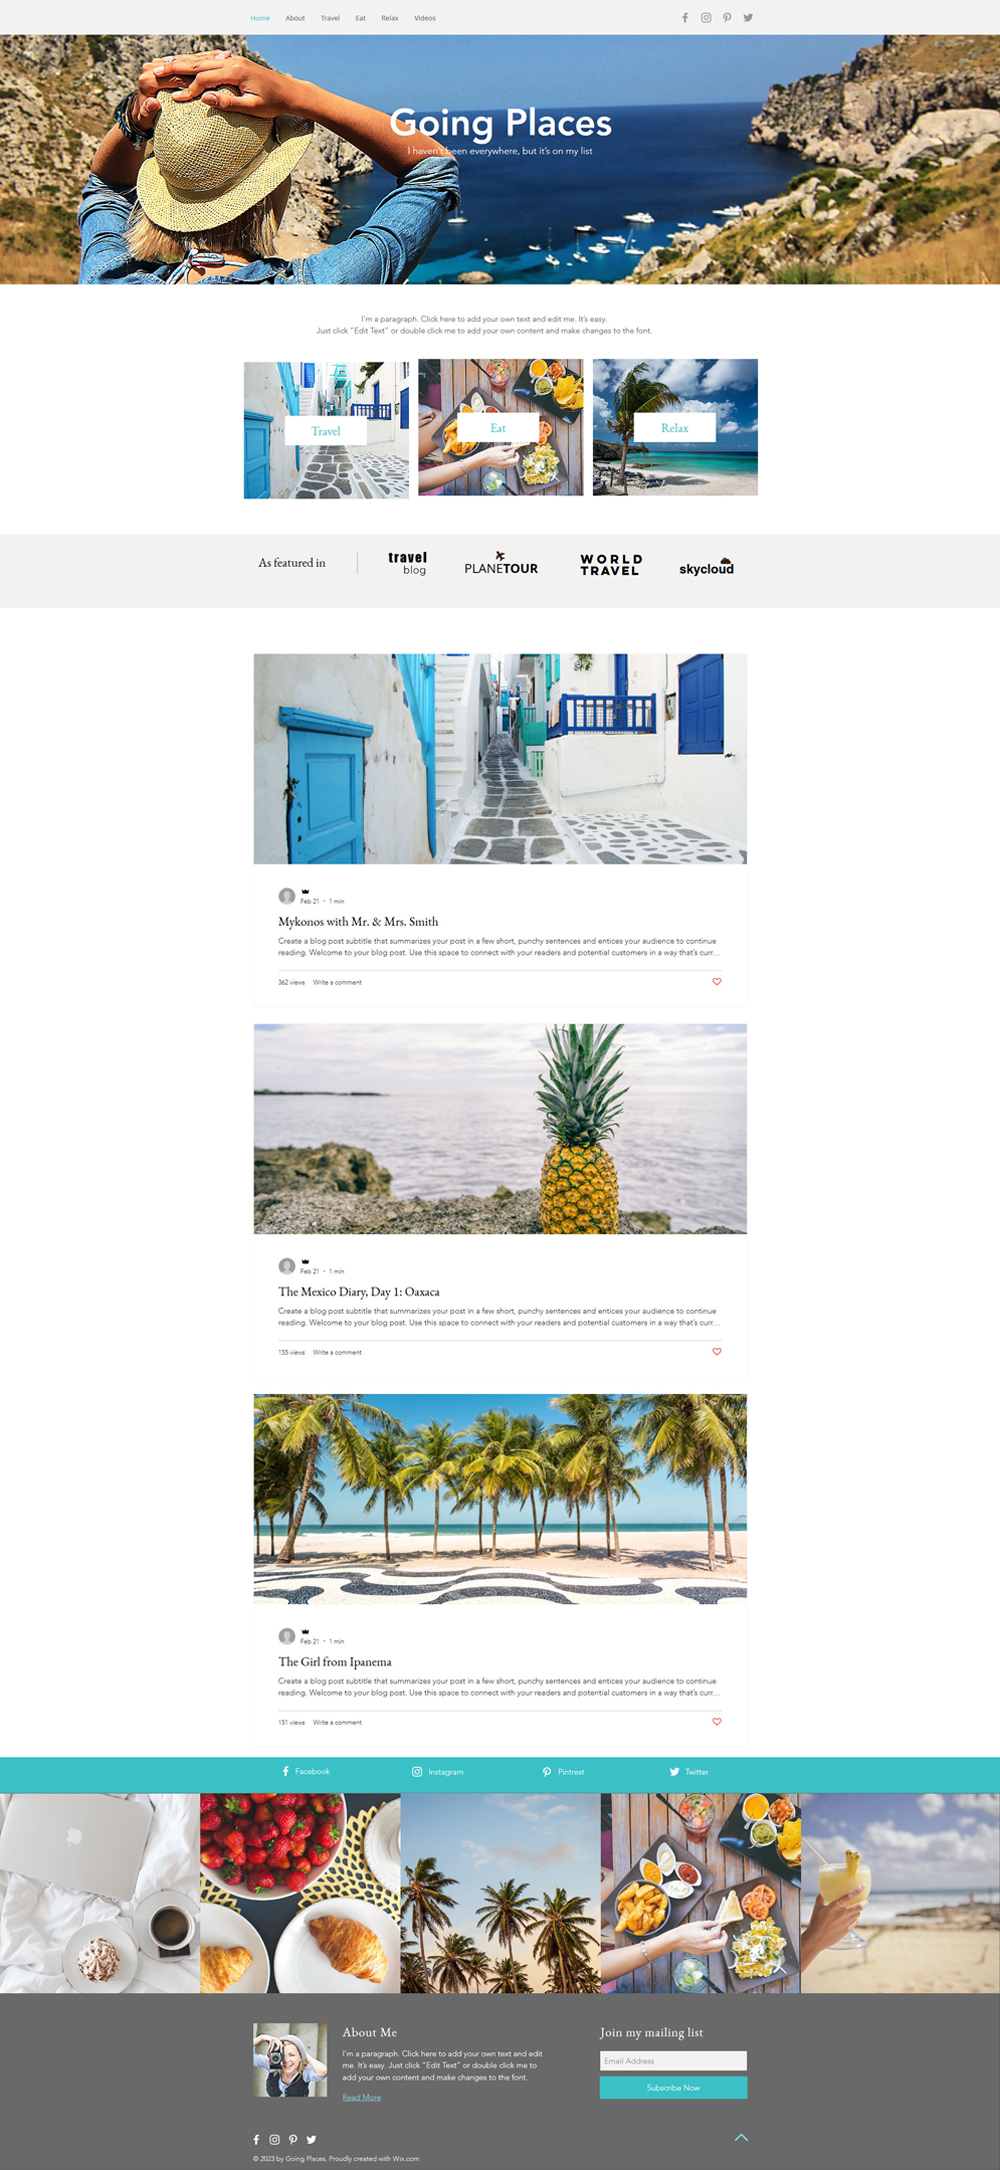 Home About Travel Eat Relax Videos
Going Places
I haven't been everywhere, but it's on my list
I'm a paragraph. Click here to add your own text and edit me. It's easy.
Just click "Edit Text" or double click me to add your own content and make changes to the font.
Travel
Eat
Relax
As featured in
travel
blog
PLANETOUR
WORLD
TRAVEL
skycloud
Feb 21 • 1 min
Mykonos with Mr. & Mrs. Smith
Create a blog post subtitle that summarizes your post in a few short, punchy sentences and entices your audience to continue
reading. Welcome to your blog post. Use this space to connect with your readers and potential customers in a way that's curr...
362 views Write a comment
Feb 21 • 1 min
The Mexico Diary, Day 1: Oaxaca
Create a blog post subtitle that summarizes your post in a few short, punchy sentences and entices your audience to continue
reading. Welcome to your blog post. Use this space to connect with your readers and potential customers in a way that's curr...
155 views Write a comment
Feb 21 • 1 min
The Girl from Ipanema
Create a blog post subtitle that summarizes your post in a few short, punchy sentences and entices your audience to continue
reading. Welcome to your blog post. Use this space to connect with your readers and potential customers in a way that's curr...
151 views Write a comment
Facebook Instagram Pintrest Twitter
About Me
I'm a paragraph. Click here to add your own text and edit
me. It's easy. Just click "Edit Text" or double click me to
add your own content and make changes to the font.
Read More
Join my mailing list
Email Address
Subscribe Now
© 2023 by Going Places. Proudly created with Wix.com